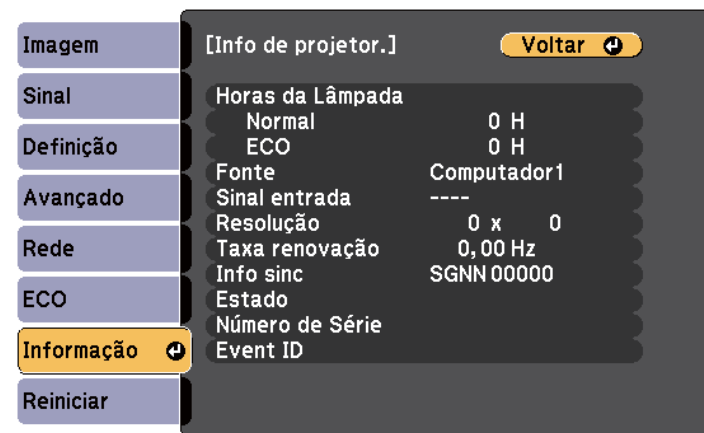 Imagem
Sinal
Definição
Avançado
Rede
ECO
Informação
Reiniciar
[Info de projetor.]
Voltar
Horas da Lâmpada
Normal 0 H
ECO 0 H
Fonte Computador1
Sinal entrada ----
Resolução 0 x 0
Taxa renovação 0,00 Hz
Info sinc SGNN 00000
Estado
Número de Série
Event ID